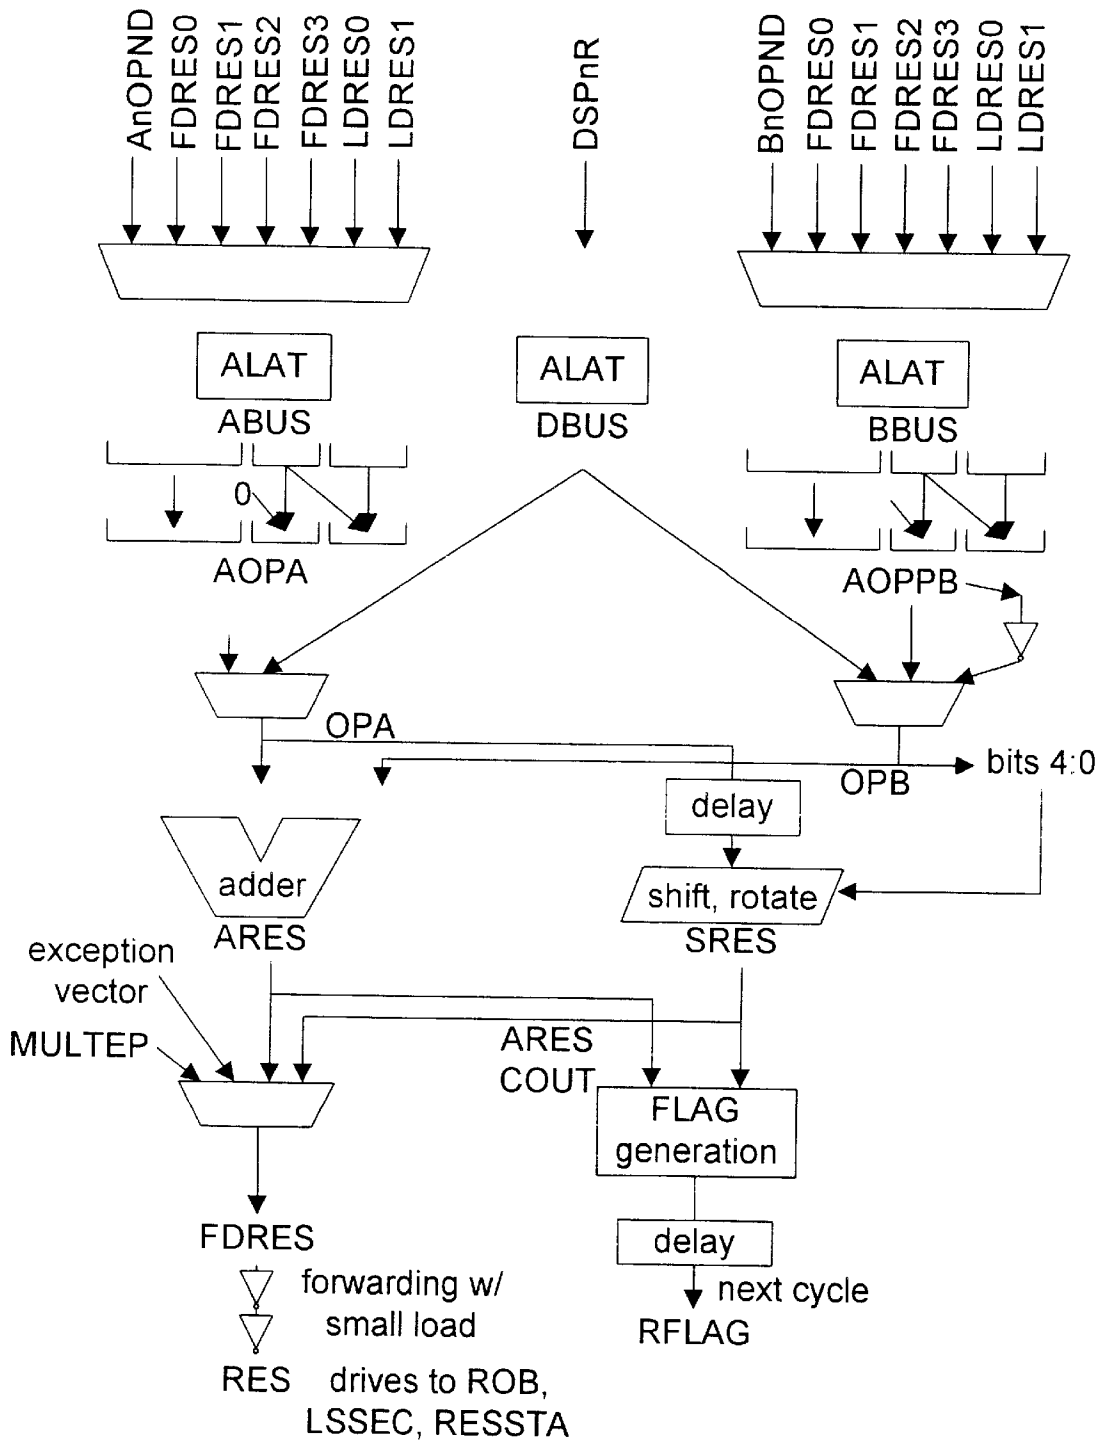 AnOPND
FDRES0
FDRES1
FDRES2
FDRES3
LDRES0
LDRES1
DSPnR
BnOPND
FDRES0
FDRES1
FDRES2
FDRES3
LDRES0
LDRES1
ALAT
ABUS
ALAT
DBUS
ALAT
BBUS
0
AOPA
AOPPB
OPA
OPB
bits 4:0
delay
adder
shift, rotate
ARES
SRES
exception
vector
MULTEP
ARES
COUT
FLAG
generation
FDRES
delay
forwarding w/
small load
next cycle
RFLAG
RES
drives to ROB,
LSSEC, RESSTA